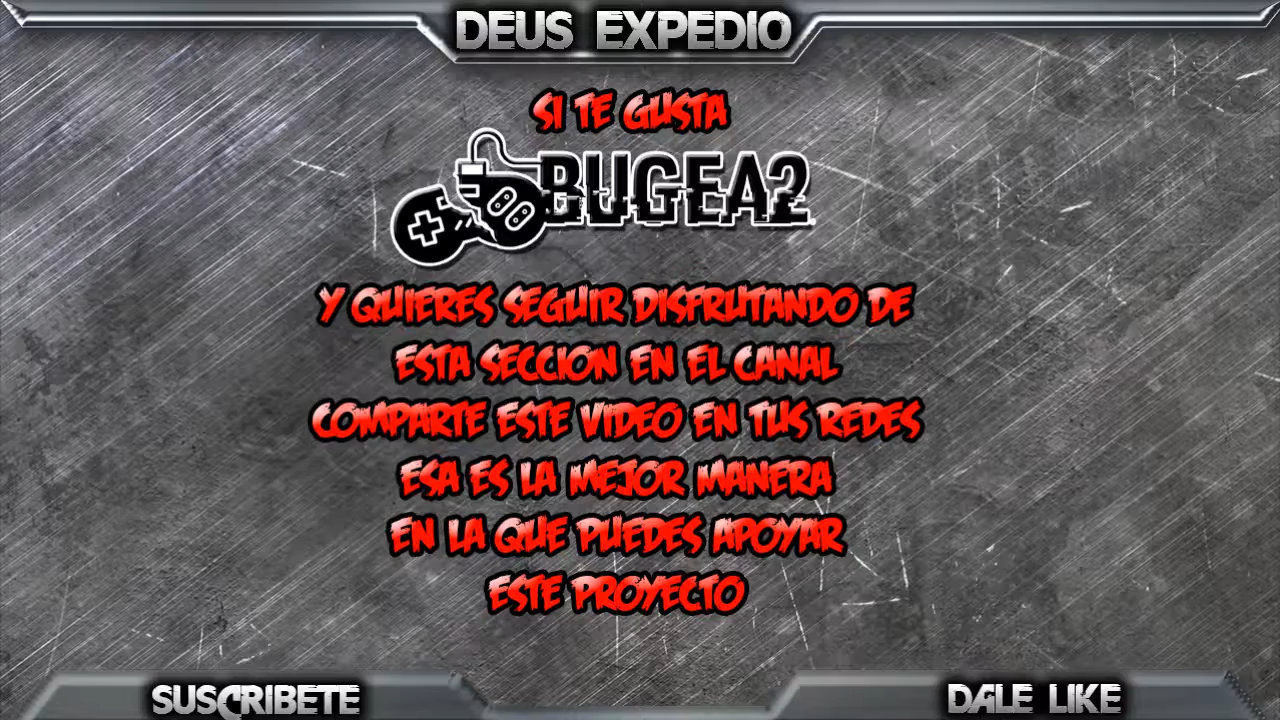 DEUS EXPEDIO
SI TE GUSTA
BUGEA2
Y QUIERES SEGUIR DISFRUTANDO DE
ESTA SECCION EN EL CANAL
COMPARTE ESTE VIDEO EN TUS REDES
ESA ES LA MEJOR MANERA
EN LA QUE PUEDES APOYAR
ESTE PROYECTO
SUSCRIBETE
DALE LIKE